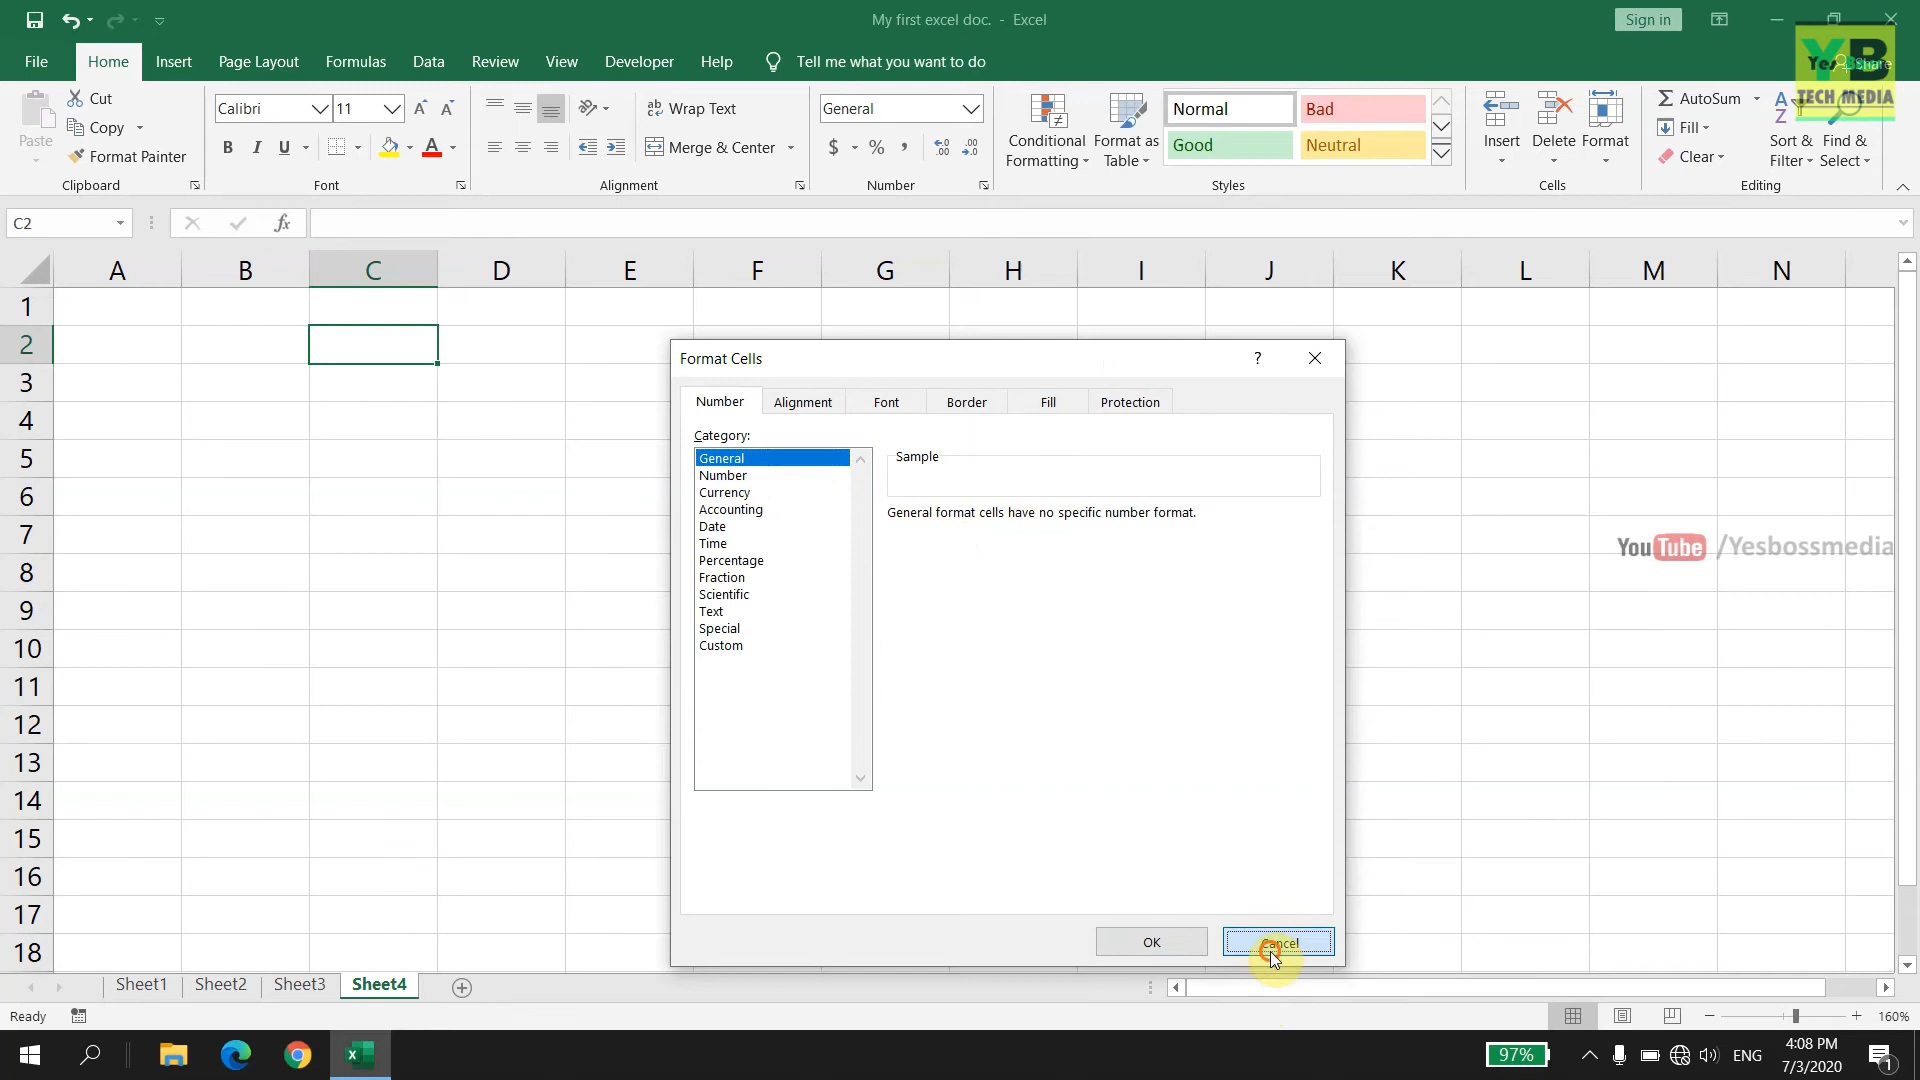 My first excel doc. - Excel
Sign in
File Home Insert Page Layout Formulas Data Review View Developer Help Tell me what you want to do
Share
YB
Yes
TECH MEDIA
Paste
Cut
Copy
Format Painter
Clipboard
Calibri 11
B I U
Font
Wrap Text
Merge & Center
Alignment
General
$ % ,
Number
Conditional Formatting
Format as Table
Normal Bad
Good Neutral
Styles
Insert Delete Format
Cells
AutoSum
Fill
Clear
Sort & Filter
Find & Select
Editing
C2 fx
A B C D E F G H I J K L M N
1
2
3
4
5
6
7
8
9
10
11
12
13
14
15
16
17
18
Format Cells ?
Number Alignment Font Border Fill Protection
Category:
General
Number
Currency
Accounting
Date
Time
Percentage
Fraction
Scientific
Text
Special
Custom
Sample
General format cells have no specific number format.
OK Cancel
YouTube /Yesbossmedia
Sheet1 Sheet2 Sheet3 Sheet4
Ready 160%
97% ENG
4:08 PM
7/3/2020
1